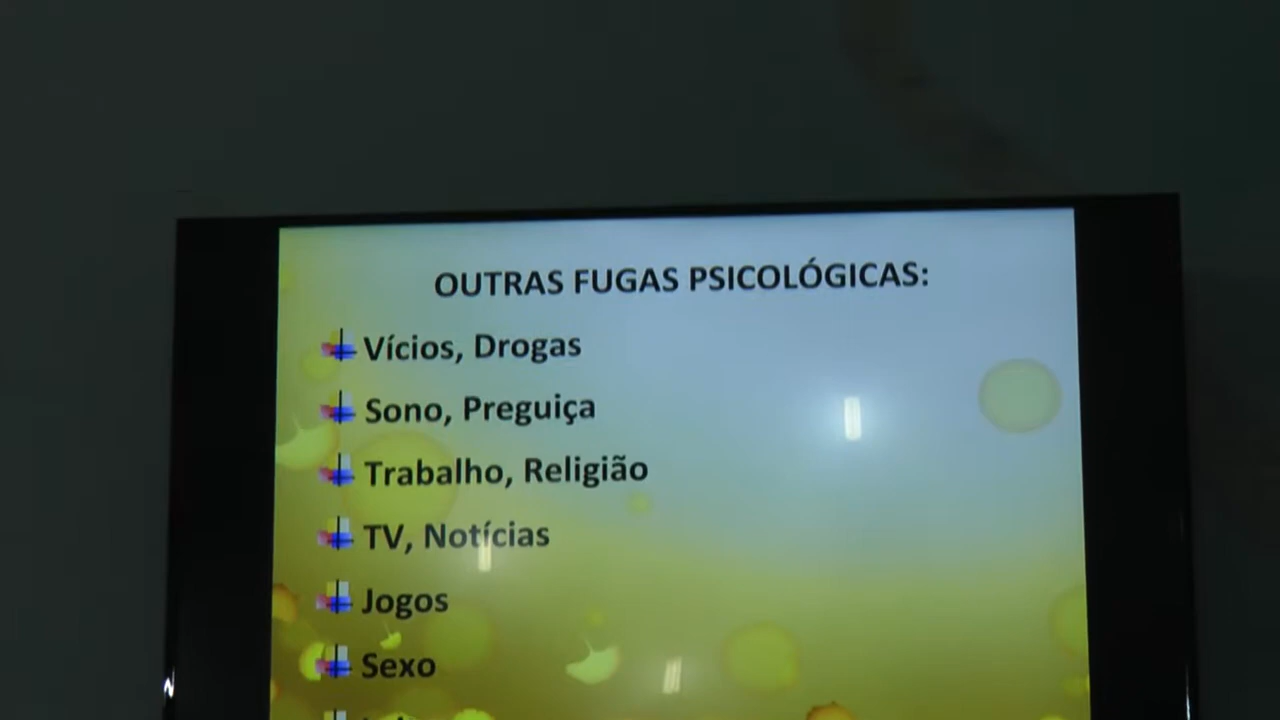 OUTRAS FUGAS PSICOLÓGICAS:
Vícios, Drogas
Sono, Preguiça
Trabalho, Religião
TV, Notícias
Jogos
Sexo